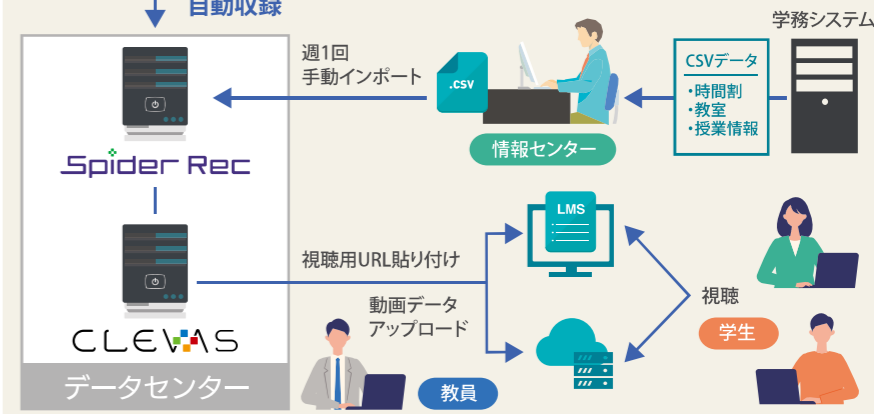 自動収録
学務システム
週1回
手動インポート
.csv
CSVデータ
・時間割
・教室
・授業情報
情報センター
Spider Rec
LMS
視聴用URL貼り付け
動画データ
アップロード
視聴
学生
CLEVAS
データセンター
教員